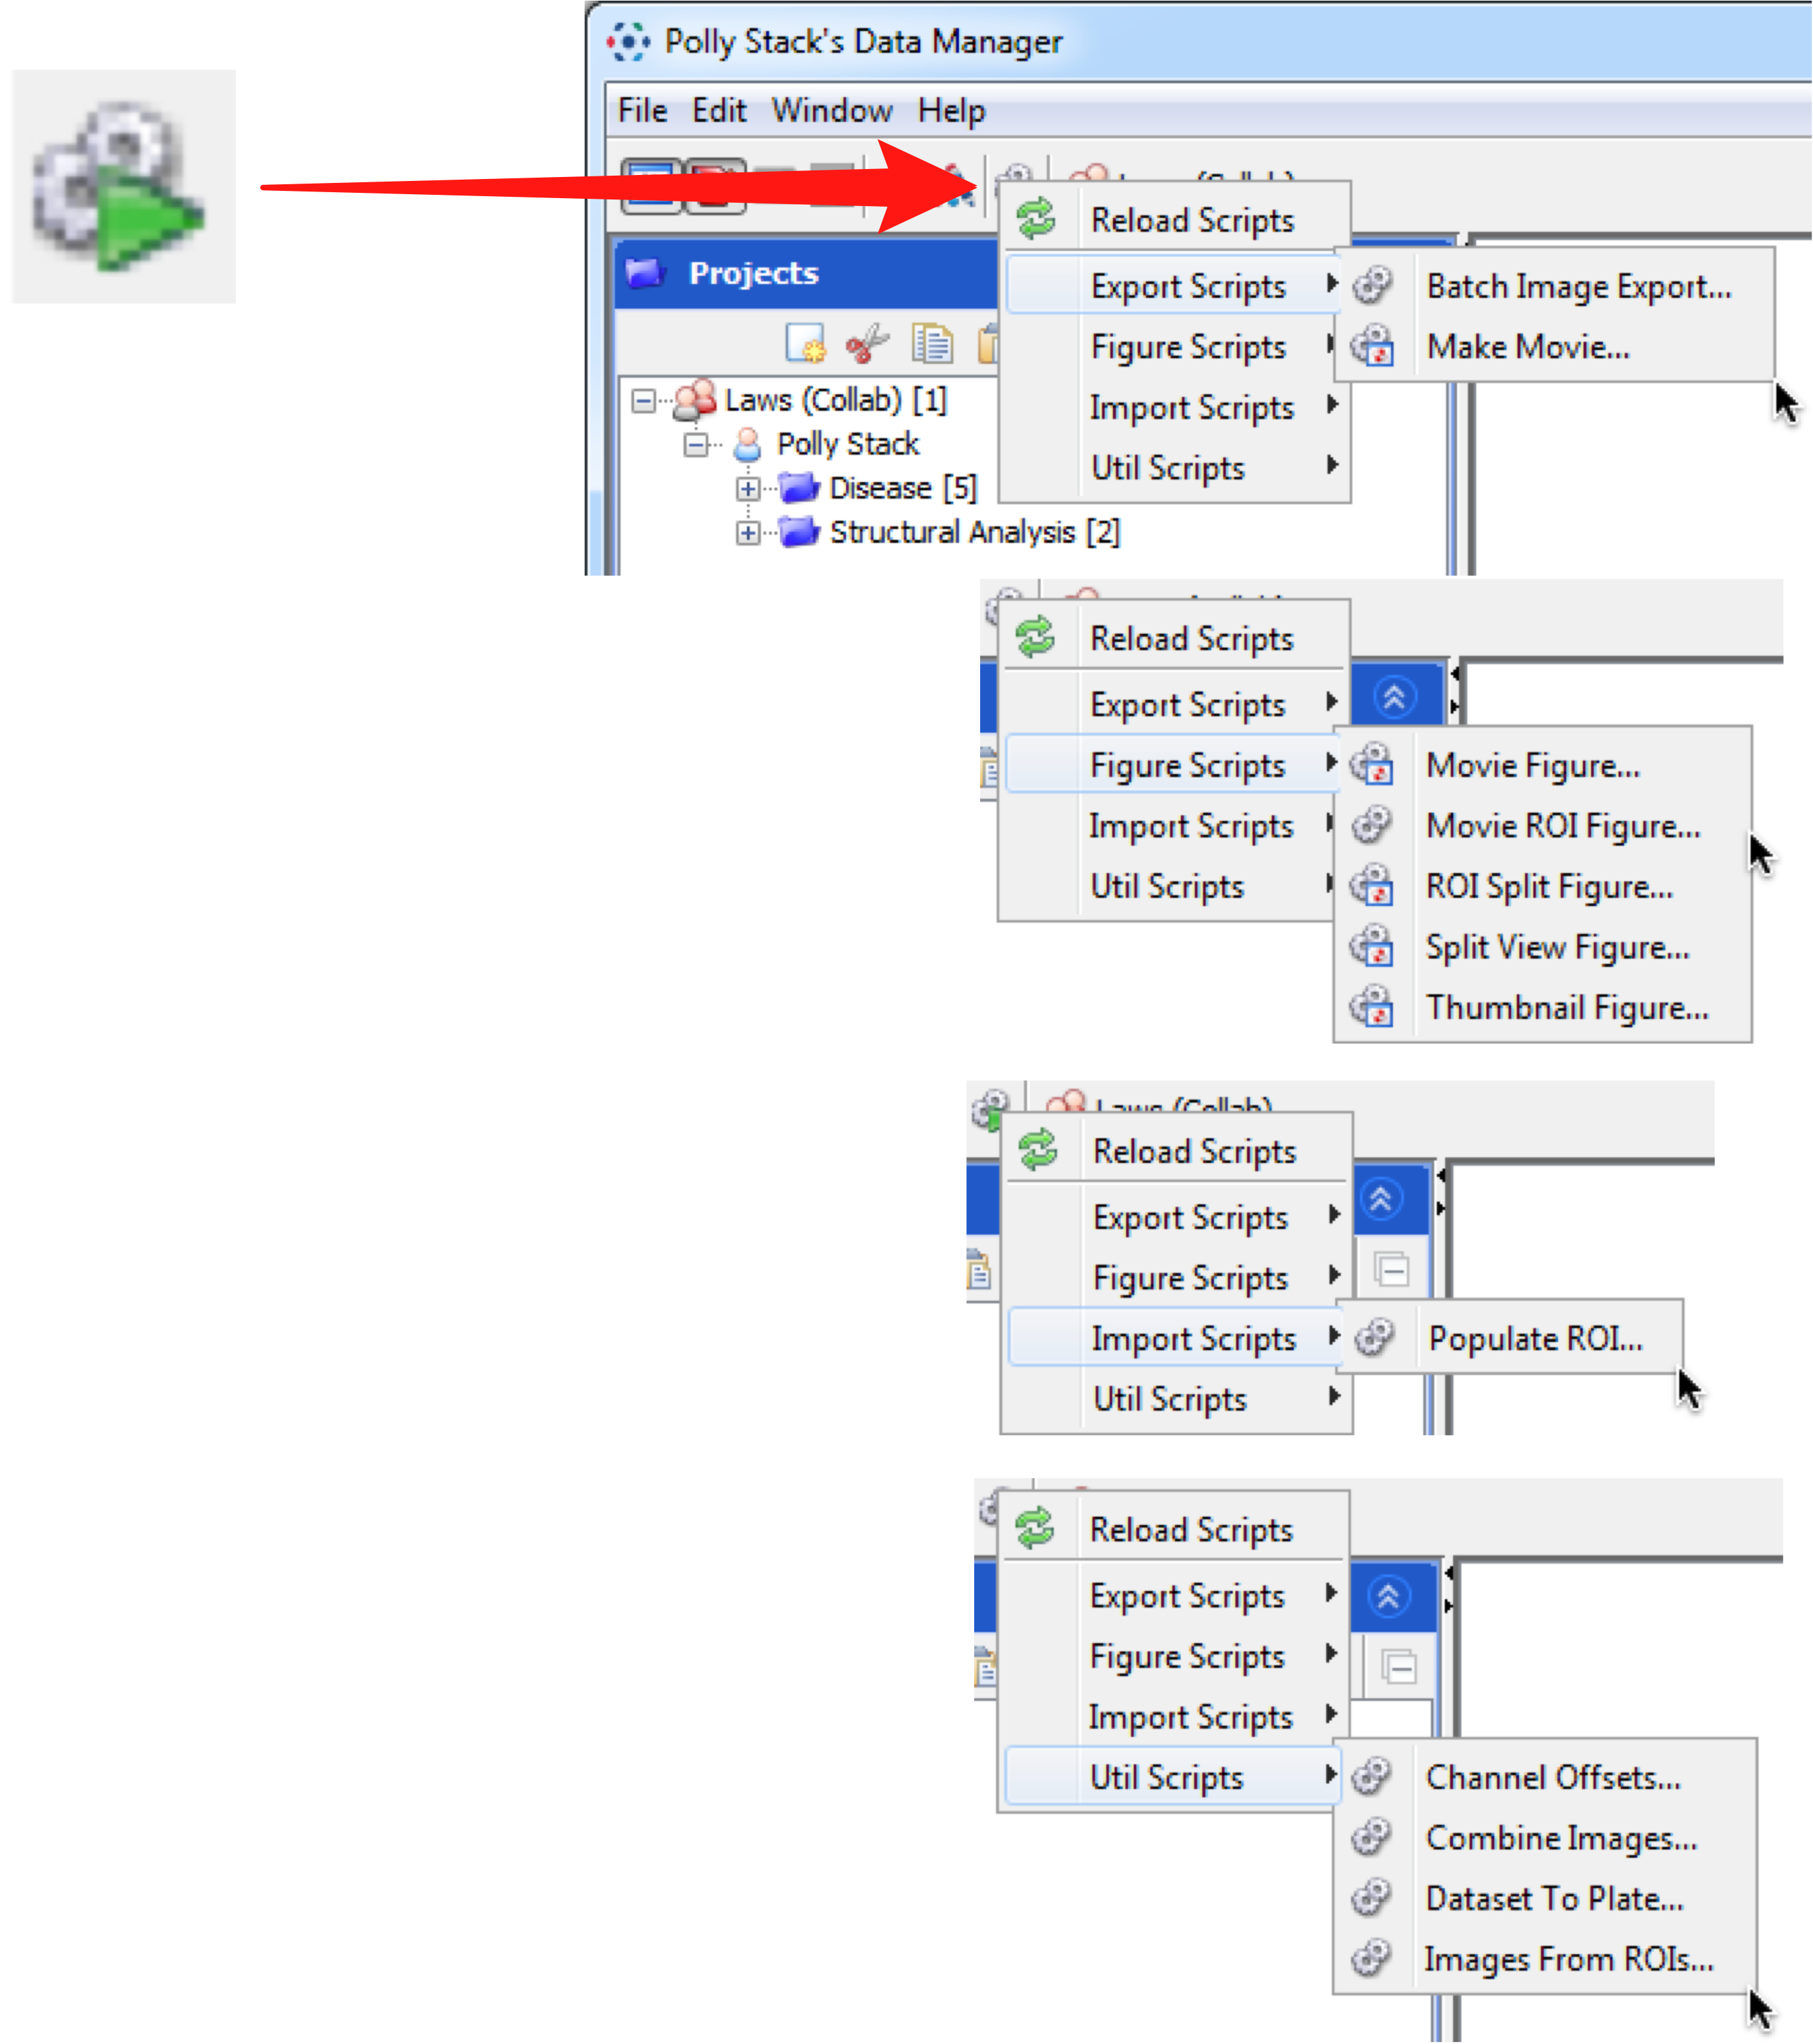 Polly Stack's Data Manager
File Edit Window Help
Reload Scripts
Projects
Export Scripts
Batch Image Export...
Figure Scripts
Make Movie...
Laws (Collab) [1]
Import Scripts
Polly Stack
Util Scripts
Disease [5]
Structural Analysis [2]
Reload Scripts
Export Scripts
Figure Scripts
Movie Figure...
Import Scripts
Movie ROI Figure...
Util Scripts
ROI Split Figure...
Split View Figure...
Thumbnail Figure...
Laws (Collab)
Reload Scripts
Export Scripts
Figure Scripts
Import Scripts
Populate ROI...
Util Scripts
Reload Scripts
Export Scripts
Figure Scripts
Import Scripts
Util Scripts
Channel Offsets...
Combine Images...
Dataset To Plate...
Images From ROIs...